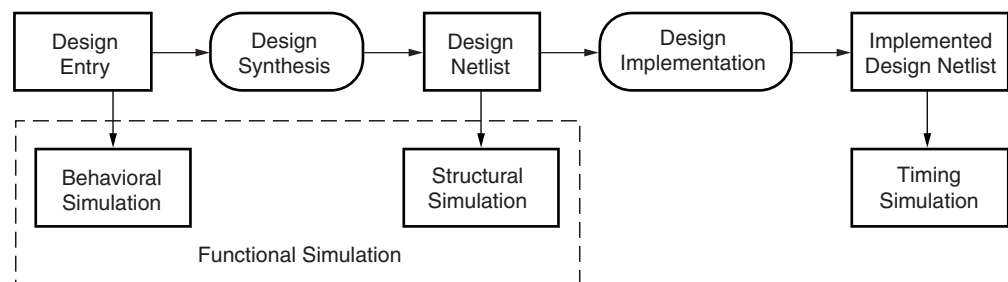 Design
Entry
Design
Synthesis
Design
Netlist
Design
Implementation
Implemented
Design Netlist
Behavioral
Simulation
Structural
Simulation
Timing
Simulation
Functional Simulation